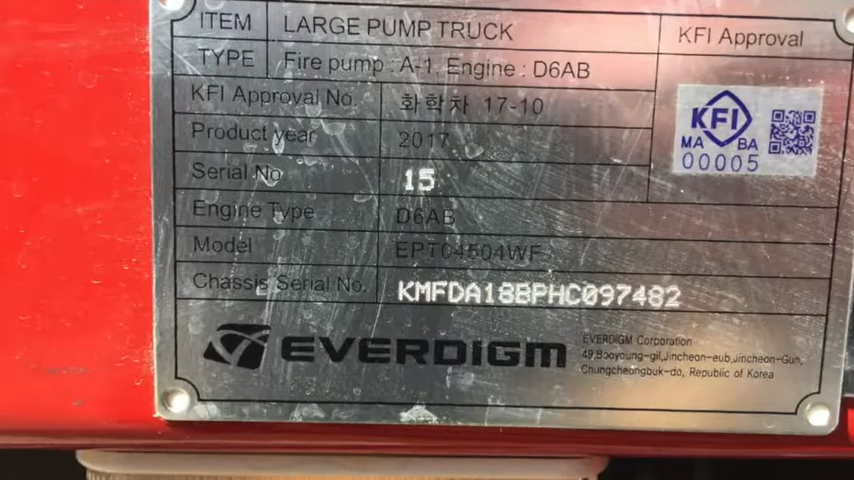 ITEM LARGE PUMP TRUCK
TYPE Fire pump : A-1, Engine : D6AB
KFI Approval
KFI Approval No. 화학차 17-10
KFI
MA BA
00005
Product year 2017
Serial No 15
Engine Type D6AB
Model EPT04504WF
Chassis Serial No. KMFDA18BPHC097482
EVERDIGM
EVERDIGM Corporation
49,Booyoung-gil,Jincheon-eub,Jincheon-Gun,
Chungcheongbuk-do, Republic of Korea